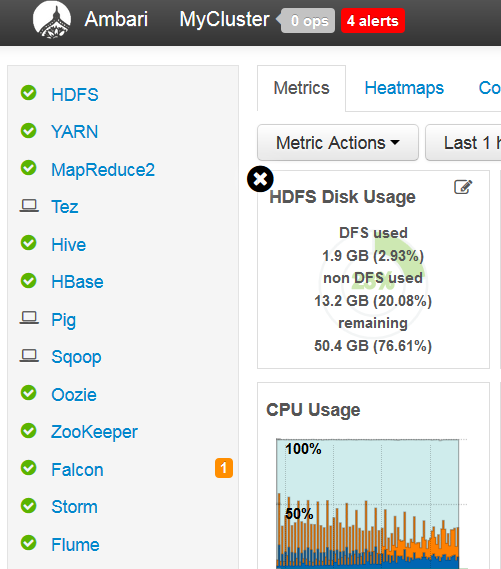 Ambari MyCluster 0 ops 4 alerts
HDFS
YARN
MapReduce2
Tez
Hive
HBase
Pig
Sqoop
Oozie
ZooKeeper
Falcon 1
Storm
Flume
Metrics Heatmaps Co
Metric Actions Last 1 h
HDFS Disk Usage
DFS used
1.9 GB (2.93%)
non DFS used
13.2 GB (20.08%)
remaining
50.4 GB (76.61%)
CPU Usage
100%
50%